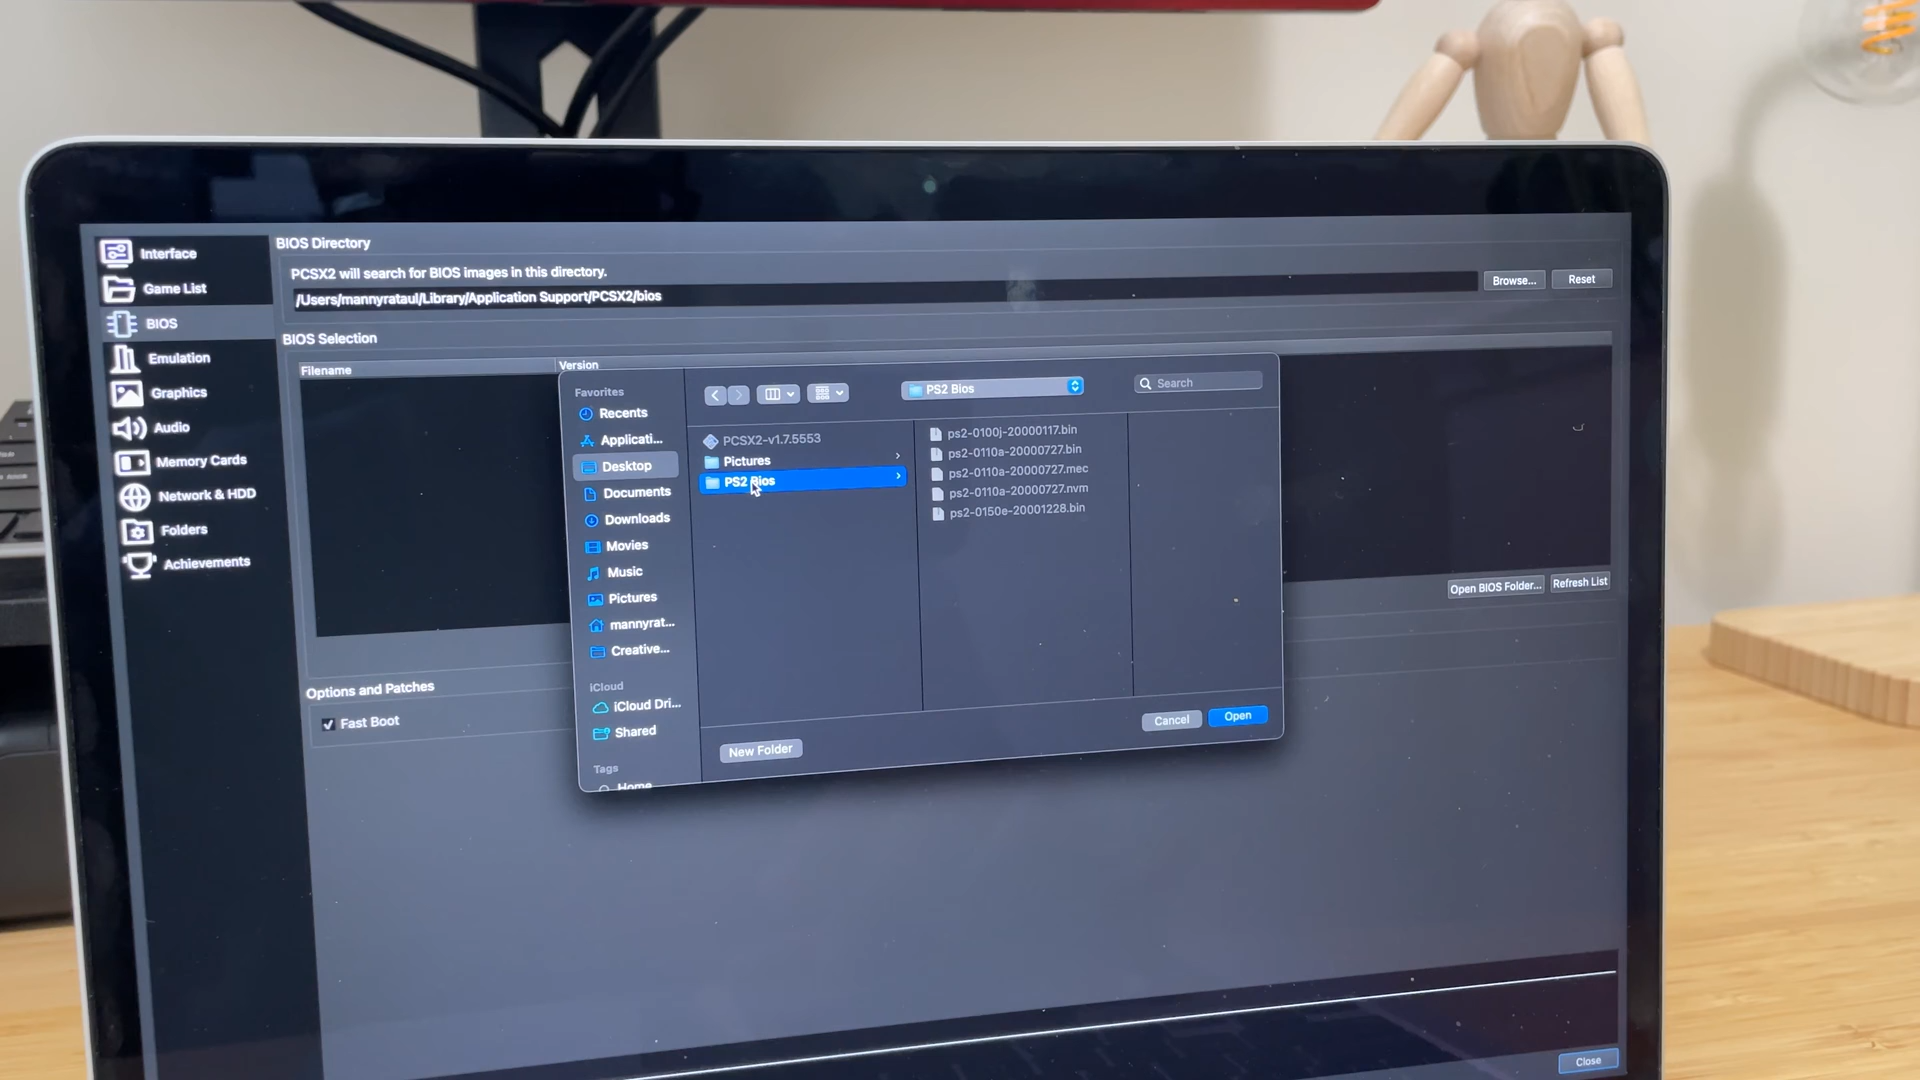 Interface
Game List
BIOS
Emulation
Graphics
Audio
Memory Cards
Network & HDD
Folders
Achievements
BIOS Directory
PCSX2 will search for BIOS images in this directory.
/Users/mannyrataul/Library/Application Support/PCSX2/bios
Browse...
Reset
BIOS Selection
Filename
Version
Favorites
Recents
Applicati...
Desktop
Documents
Downloads
Movies
Music
Pictures
mannyrat...
Creative...
iCloud
iCloud Dri...
Shared
Tags
Home
PS2 Bios
Search
PCSX2-v1.7.5553
Pictures
PS2 Bios
ps2-0100j-20000117.bin
ps2-0110a-20000727.bin
ps2-0110a-20000727.mec
ps2-0110a-20000727.nvm
ps2-0150e-20001228.bin
New Folder
Cancel
Open
Open BIOS Folder...
Refresh List
Options and Patches
Fast Boot
Close